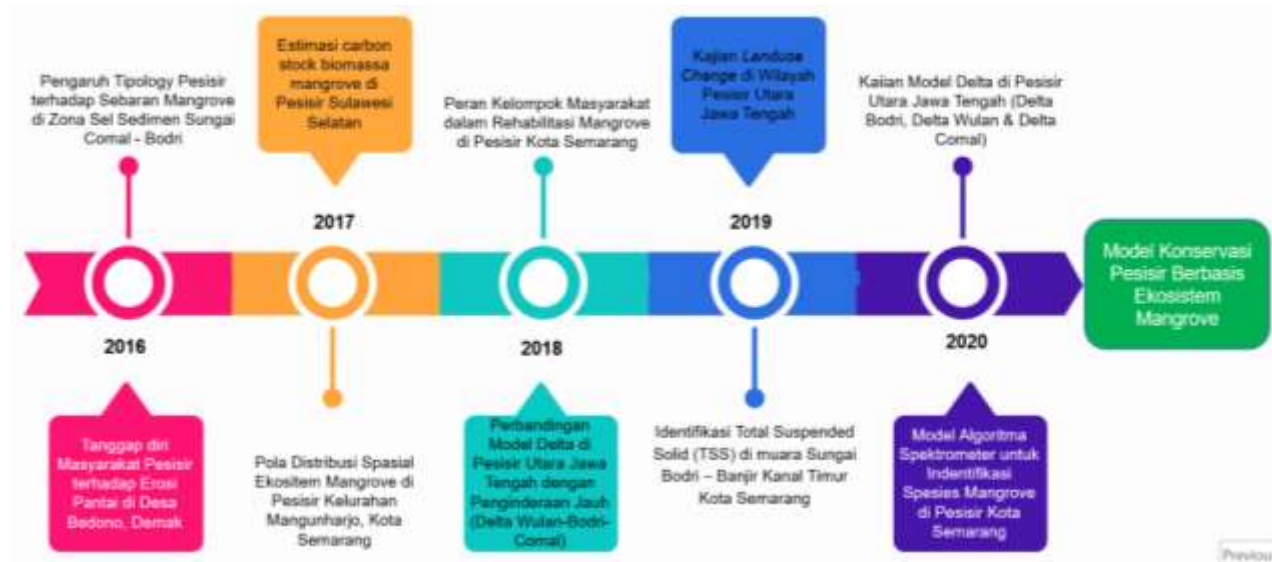 Pengaruh Tipology Pesisir
terhadap Sebaran Mangrove
di Zona Sel Sedimen Sungai
Comal - Bodri
2016
Tanggap diri
Masyarakat Pesisir
terhadap Erosi
Pantai di Desa
Bedono, Demak
Estimasi carbon
stock biomassa
mangrove di
Pesisir Sulawesi
Selatan
2017
Pola Distribusi Spasial
Ekositem Mangrove di
Pesisir Kelurahan
Mangunharjo, Kota
Semarang
Peran Kelompok Masyarakat
dalam Rehabilitasi Mangrove
di Pesisir Kota Semarang
2018
Perbandingan
Model Delta di
Pesisir Utara Jawa
Tengah dengan
Penginderaan Jauh
(Delta Wulan-Bodri-
Comal)
Kajian Landuse
Change di Wilayah
Pesisir Utara
Jawa Tengah
2019
Identifikasi Total Suspended
Solid (TSS) di muara Sungai
Bodri – Banjir Kanal Timur
Kota Semarang
Kaiian Model Delta di Pesisir
Utara Jawa Tengah (Delta
Bodri, Delta Wulan & Delta
Comal)
2020
Model Algoritma
Spektrometer untuk
Indentifikasi
Spesies Mangrove
di Pesisir Kota
Semarang
Model Konservasi
Pesisir Berbasis
Ekosistem
Mangrove
Previou